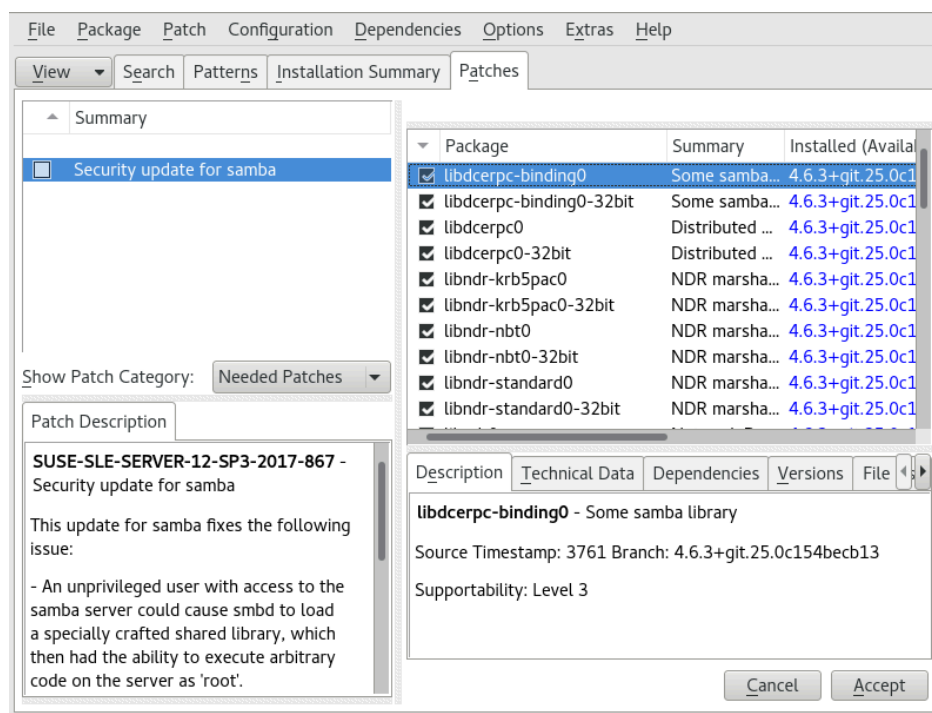 File Package Patch Configuration Dependencies Options Extras Help
View Search Patterns Installation Summary Patches
Summary
Security update for samba
Show Patch Category: Needed Patches
Patch Description
SUSE-SLE-SERVER-12-SP3-2017-867 -
Security update for samba
This update for samba fixes the following
issue:
- An unprivileged user with access to the
samba server could cause smbd to load
a specially crafted shared library, which
then had the ability to execute arbitrary
code on the server as 'root'.
Package Summary Installed (Availa
libdcerpc-binding0 Some samba... 4.6.3+git.25.0c1
libdcerpc-binding0-32bit Some samba... 4.6.3+git.25.0c1
libdcerpc0 Distributed ... 4.6.3+git.25.0c1
libdcerpc0-32bit Distributed ... 4.6.3+git.25.0c1
libndr-krb5pac0 NDR marsha... 4.6.3+git.25.0c1
libndr-krb5pac0-32bit NDR marsha... 4.6.3+git.25.0c1
libndr-nbt0 NDR marsha... 4.6.3+git.25.0c1
libndr-nbt0-32bit NDR marsha... 4.6.3+git.25.0c1
libndr-standard0 NDR marsha... 4.6.3+git.25.0c1
libndr-standard0-32bit NDR marsha... 4.6.3+git.25.0c1
Description Technical Data Dependencies Versions File
libdcerpc-binding0 - Some samba library
Source Timestamp: 3761 Branch: 4.6.3+git.25.0c154becb13
Supportability: Level 3
Cancel Accept